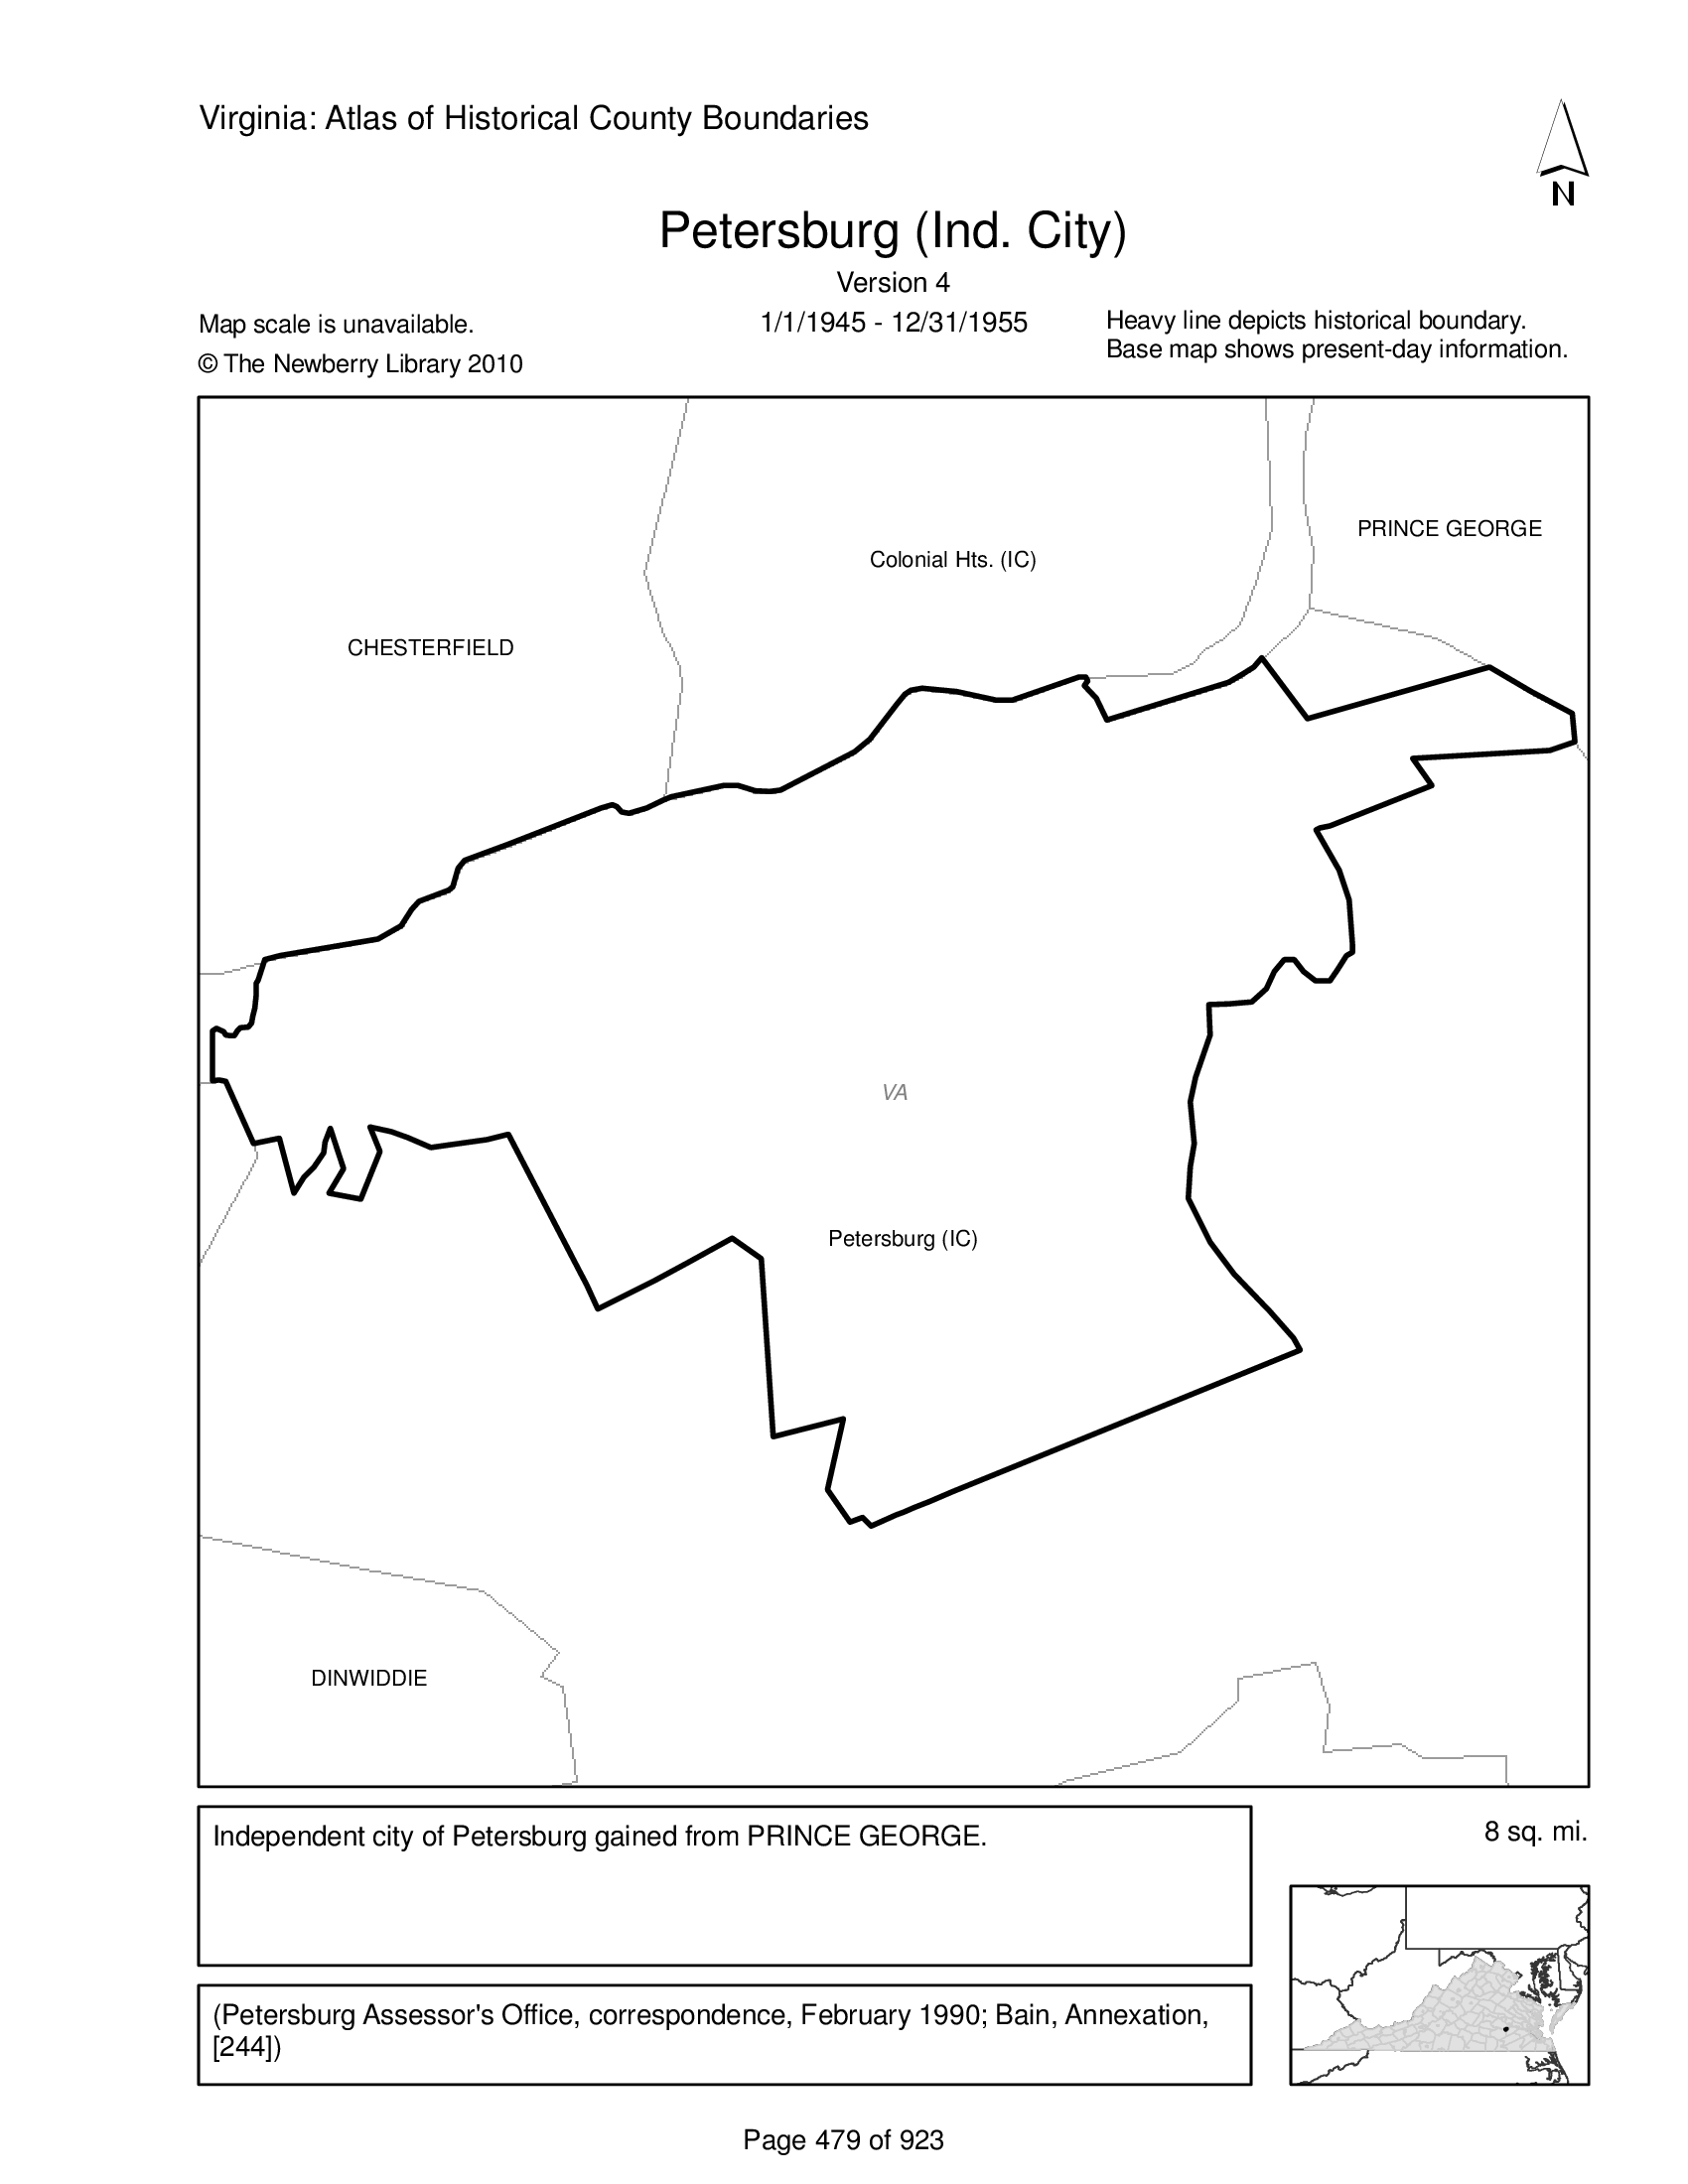 Virginia: Atlas of Historical County Boundaries
N
Petersburg (Ind. City)
Version 4
Map scale is unavailable.
1/1/1945 - 12/31/1955
Heavy line depicts historical boundary.
© The Newberry Library 2010
Base map shows present-day information.
PRINCE GEORGE
Colonial Hts. (IC)
CHESTERFIELD
VA
Petersburg (IC)
DINWIDDIE
Independent city of Petersburg gained from PRINCE GEORGE.
8 sq. mi.
(Petersburg Assessor's Office, correspondence, February 1990; Bain, Annexation,
[244])
Page 479 of 923